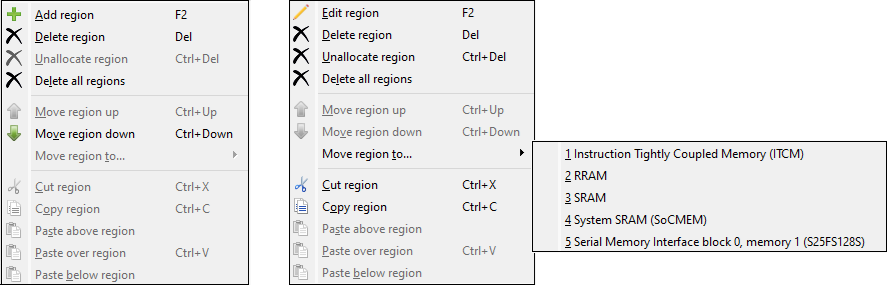 Add region F2
Delete region Del
Unallocate region Ctrl+Del
Delete all regions
Move region up Ctrl+Up
Move region down Ctrl+Down
Move region to...
Cut region Ctrl+X
Copy region Ctrl+C
Paste above region
Paste over region Ctrl+V
Paste below region
Edit region F2
Delete region Del
Unallocate region Ctrl+Del
Delete all regions
Move region up Ctrl+Up
Move region down Ctrl+Down
Move region to...
Cut region Ctrl+X
Copy region Ctrl+C
Paste above region
Paste over region Ctrl+V
Paste below region
1 Instruction Tightly Coupled Memory (ITCM)
2 RRAM
3 SRAM
4 System SRAM (SoCMEM)
5 Serial Memory Interface block 0, memory 1 (S25FS128S)